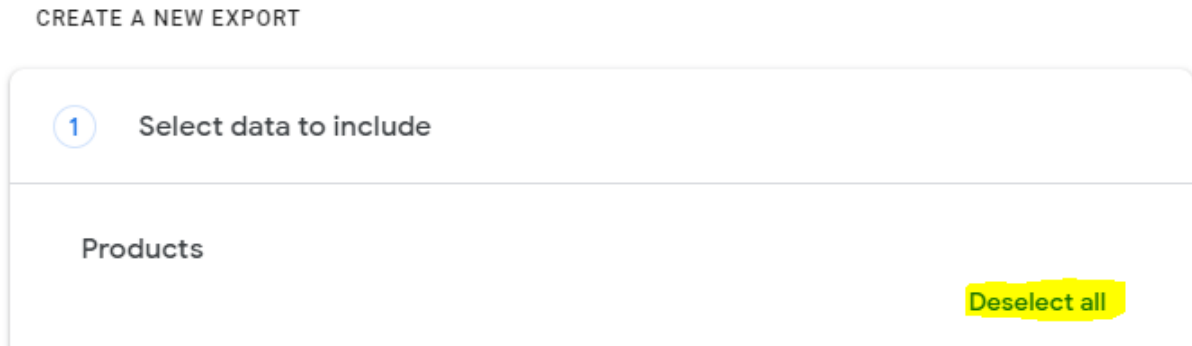 CREATE A NEW EXPORT
1 Select data to include
Products
Deselect all